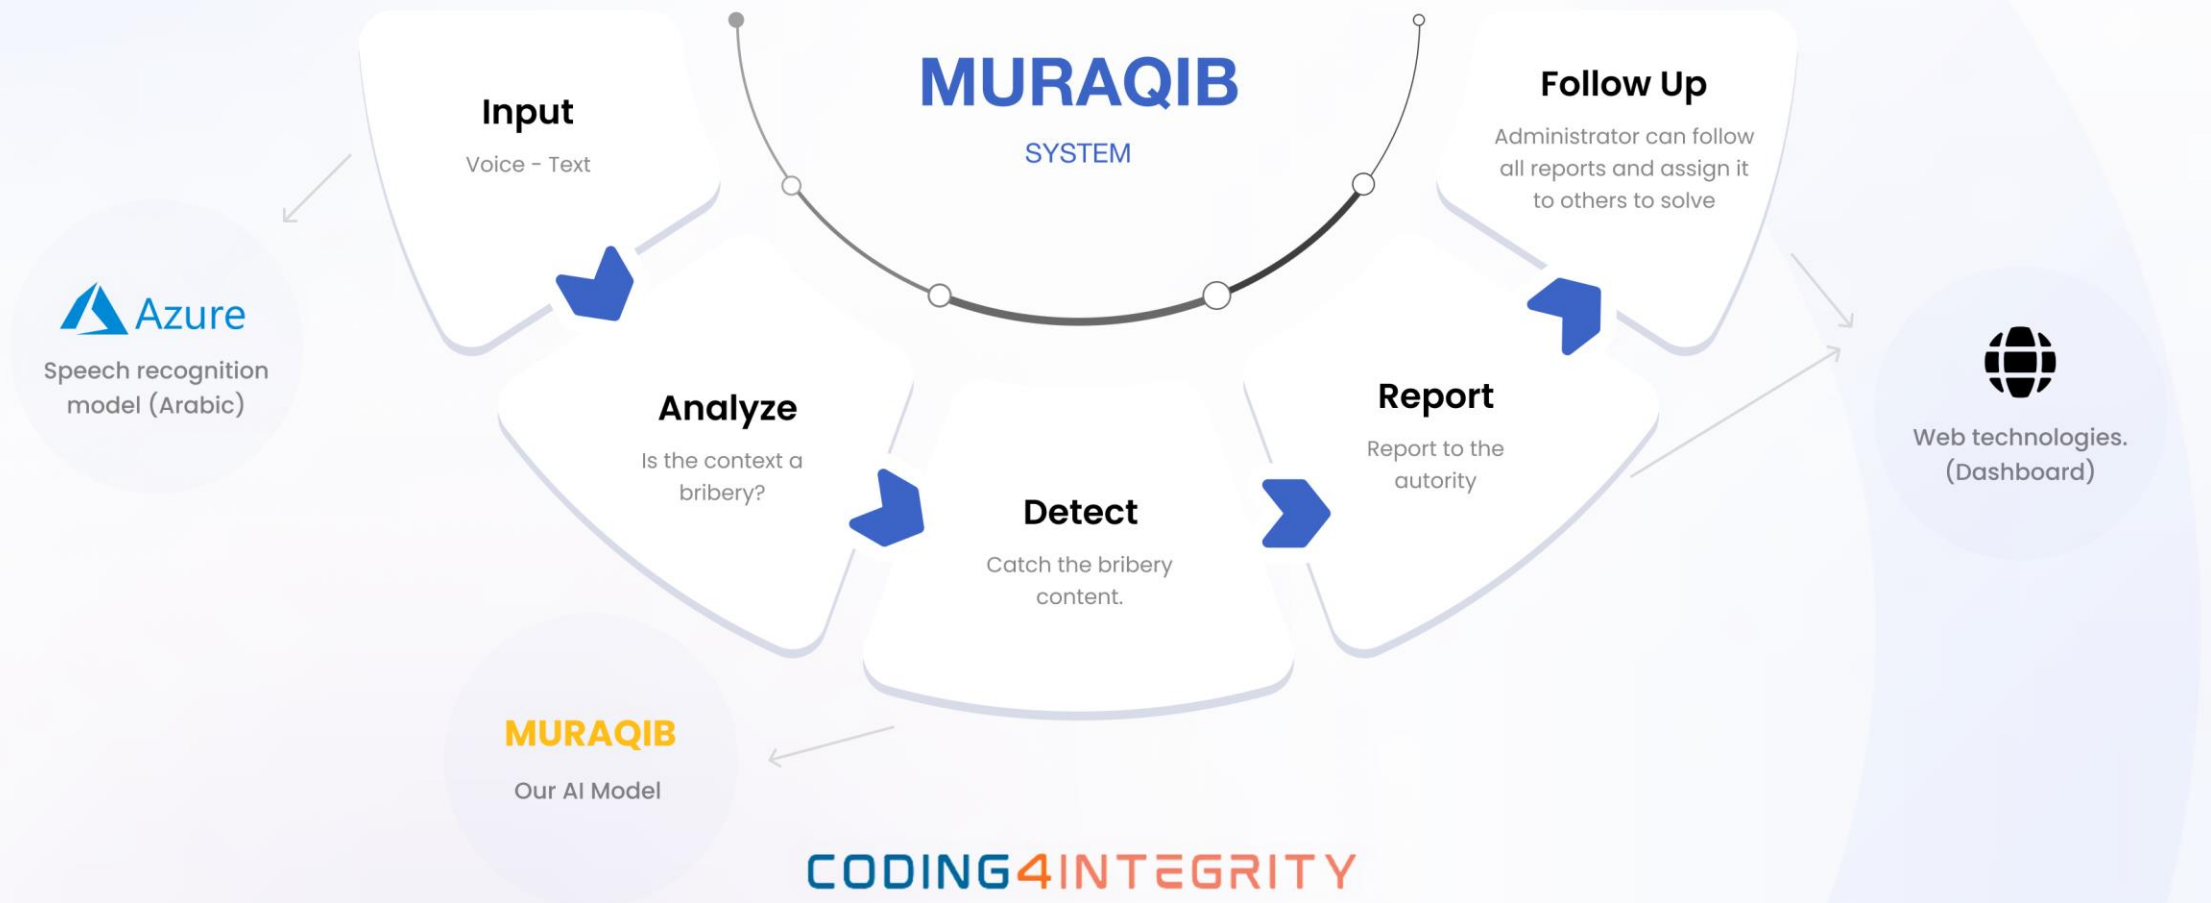 MURAQIB
SYSTEM
Input
Voice - Text
Azure
Speech recognition
model (Arabic)
Analyze
Is the context a
bribery?
Detect
Catch the bribery
content.
MURAQIB
Our AI Model
Report
Report to the
autority
Follow Up
Administrator can follow
all reports and assign it
to others to solve
Web technologies.
(Dashboard)
CODING4INTEGRITY